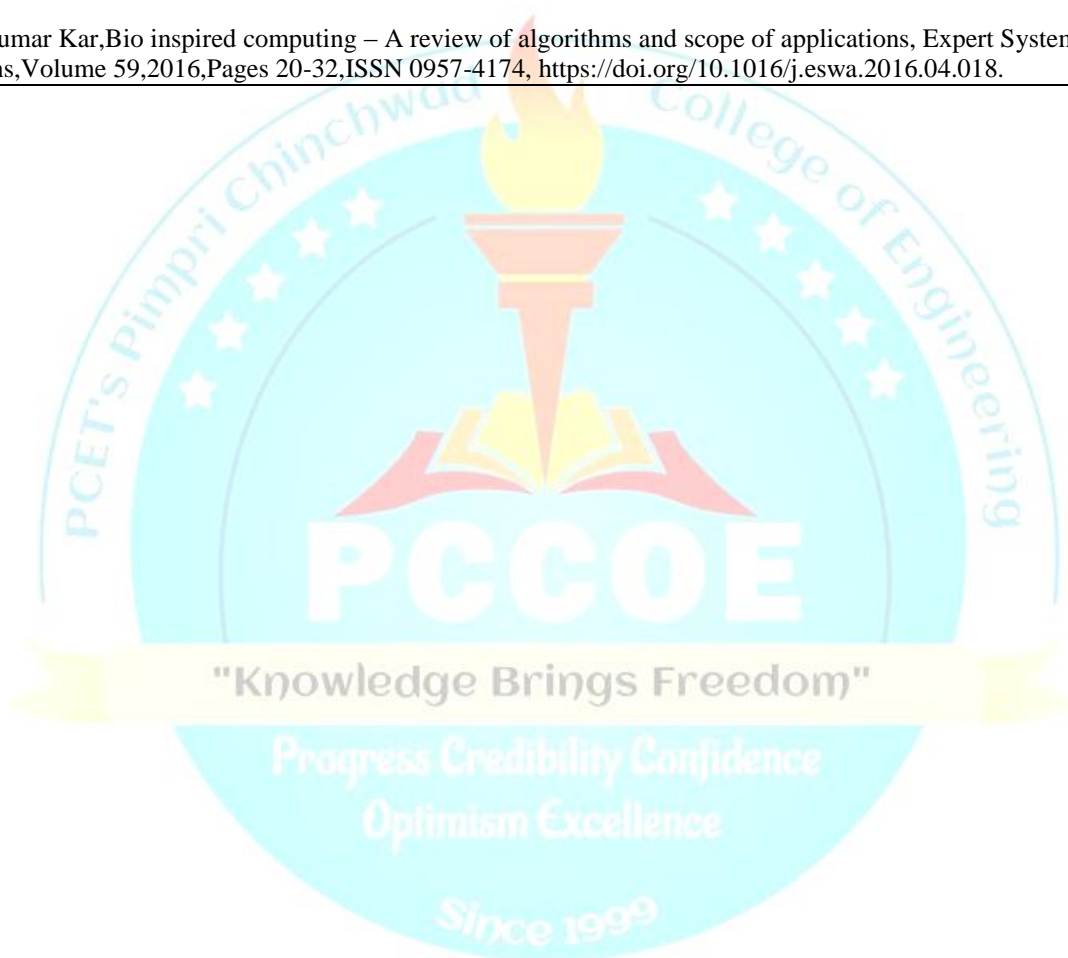 umar Kar,Bio inspired computing – A review of algorithms and scope of applications, Expert System
ns,Volume 59,2016,Pages 20-32,ISSN 0957-4174, https://doi.org/10.1016/j.eswa.2016.04.018.
PCET's Pimpri Chinchwad College of Engineering
PCCOE
"Knowledge Brings Freedom"
Progress Credibility Confidence
Optimism Excellence
Since 1999